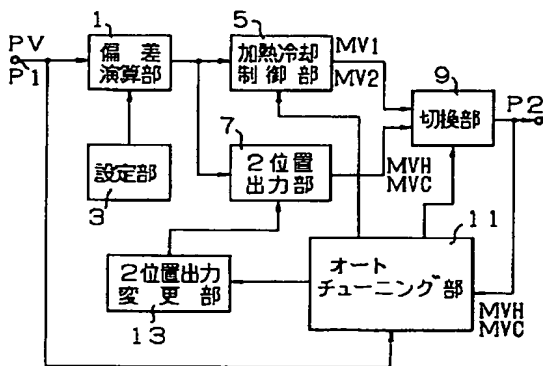 PV
P1
1
偏差
演算部
5
加熱冷却
制御部
MV1
MV2
9
切換部
P2
設定部
3
7
2位置
出力部
MVH
MVC
11
オート
チューニング部
MVH
MVC
2位置出力
変更部
13